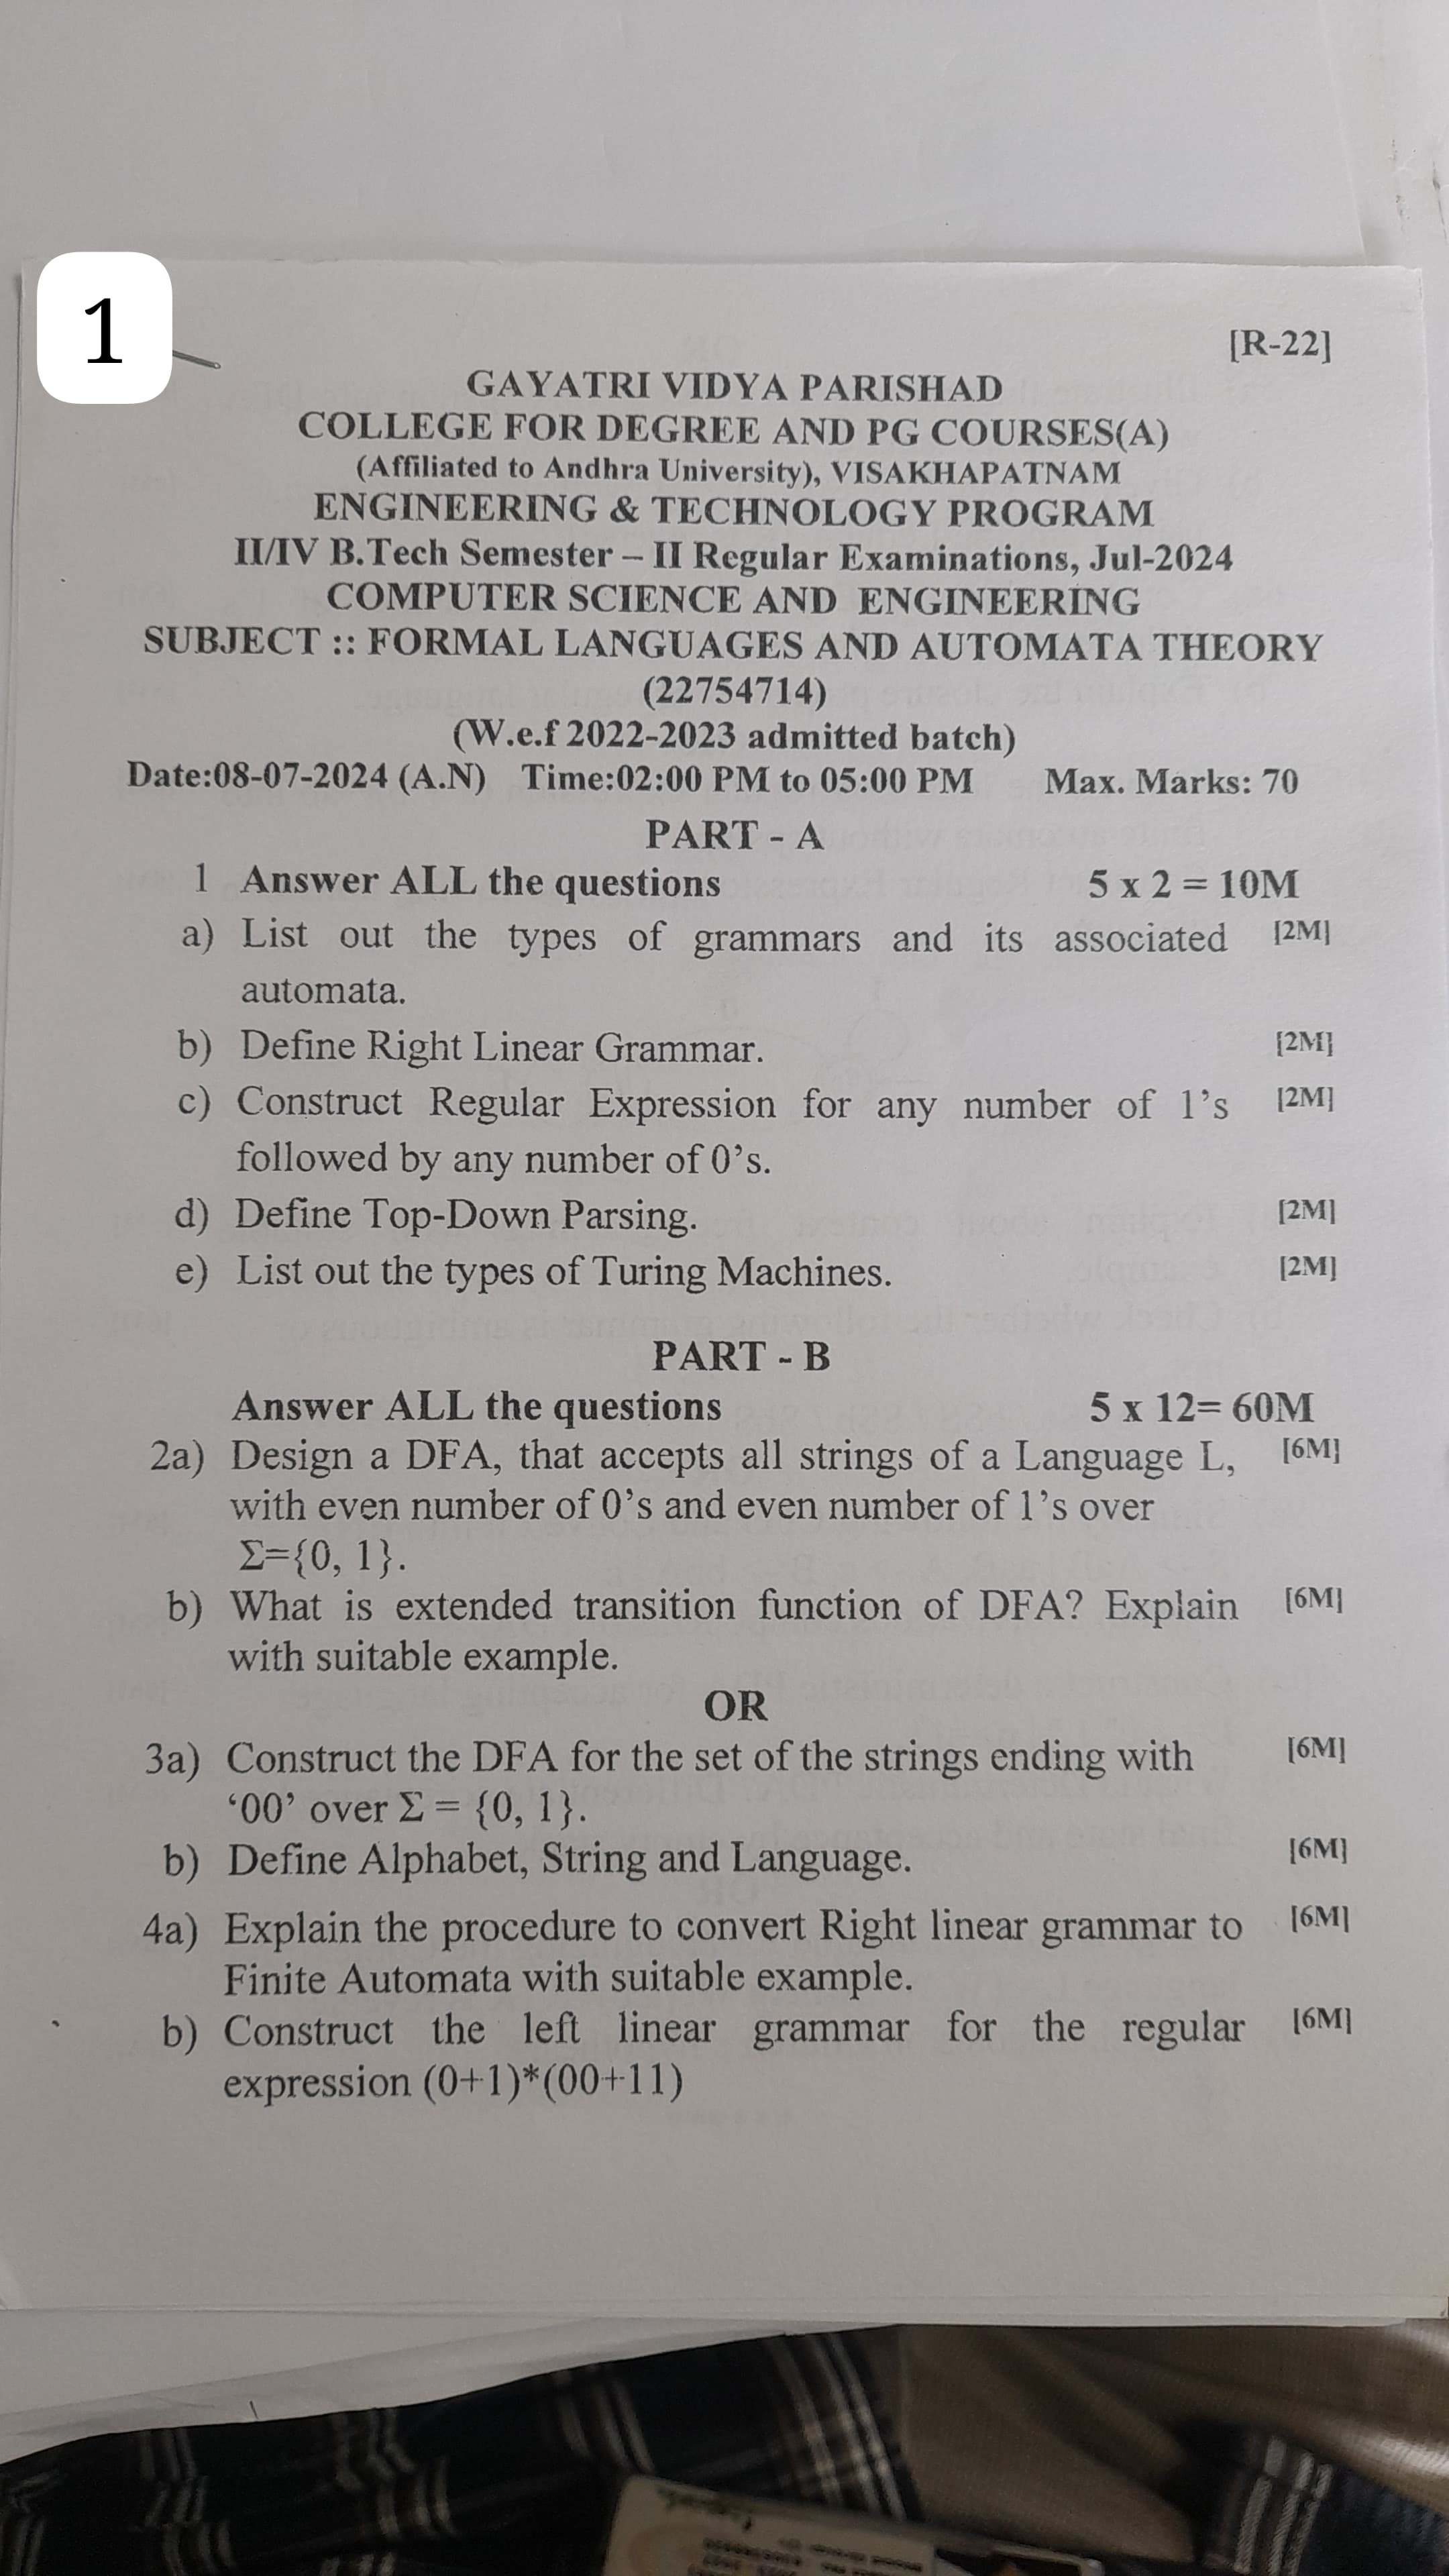 1
[R-22]
GAYATRI VIDYA PARISHAD
COLLEGE FOR DEGREE AND PG COURSES(A)
(Affiliated to Andhra University), VISAKHAPATNAM
ENGINEERING & TECHNOLOGY PROGRAM
II/IV B.Tech Semester – II Regular Examinations, Jul-2024
COMPUTER SCIENCE AND ENGINEERING
SUBJECT :: FORMAL LANGUAGES AND AUTOMATA THEORY
(22754714)
(W.e.f 2022-2023 admitted batch)
Date:08-07-2024 (A.N) Time:02:00 PM to 05:00 PM Max. Marks: 70
PART - A
1 Answer ALL the questions 5 x 2 = 10M
a) List out the types of grammars and its associated [2M]
automata.
b) Define Right Linear Grammar. [2M]
c) Construct Regular Expression for any number of 1’s [2M]
followed by any number of 0’s.
d) Define Top-Down Parsing. [2M]
e) List out the types of Turing Machines. [2M]
PART - B
Answer ALL the questions 5 x 12= 60M
2a) Design a DFA, that accepts all strings of a Language L, [6M]
with even number of 0’s and even number of 1’s over
Σ={0, 1}.
b) What is extended transition function of DFA? Explain [6M]
with suitable example.
OR
3a) Construct the DFA for the set of the strings ending with [6M]
‘00’ over Σ = {0, 1}.
b) Define Alphabet, String and Language. [6M]
4a) Explain the procedure to convert Right linear grammar to [6M]
Finite Automata with suitable example.
b) Construct the left linear grammar for the regular [6M]
expression (0+1)*(00+11)